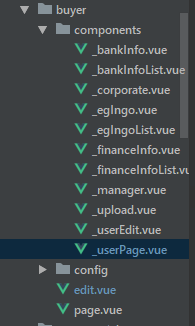 buyer
components
_bankInfo.vue
_bankInfoList.vue
_corporate.vue
_egIngo.vue
_egIngoList.vue
_financeInfo.vue
_financeInfoList.vu
_manager.vue
_upload.vue
_userEdit.vue
_userPage.vue
config
edit.vue
page.vue